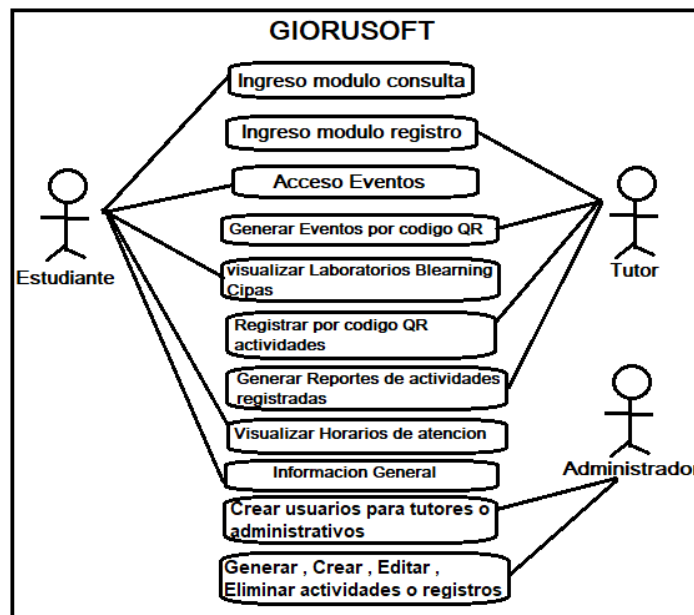 GIORUSOFT
Ingreso modulo consulta
Ingreso modulo registro
Acceso Eventos
Generar Eventos por codigo QR
Estudiante
visualizar Laboratorios Blearning
Cipas
Tutor
Registrar por codigo QR
actividades
Generar Reportes de actividades
registradas
Visualizar Horarios de atencion
Informacion General
Administrador
Crear usuarios para tutores o
administrativos
Generar , Crear , Editar ,
Eliminar actividades o registros